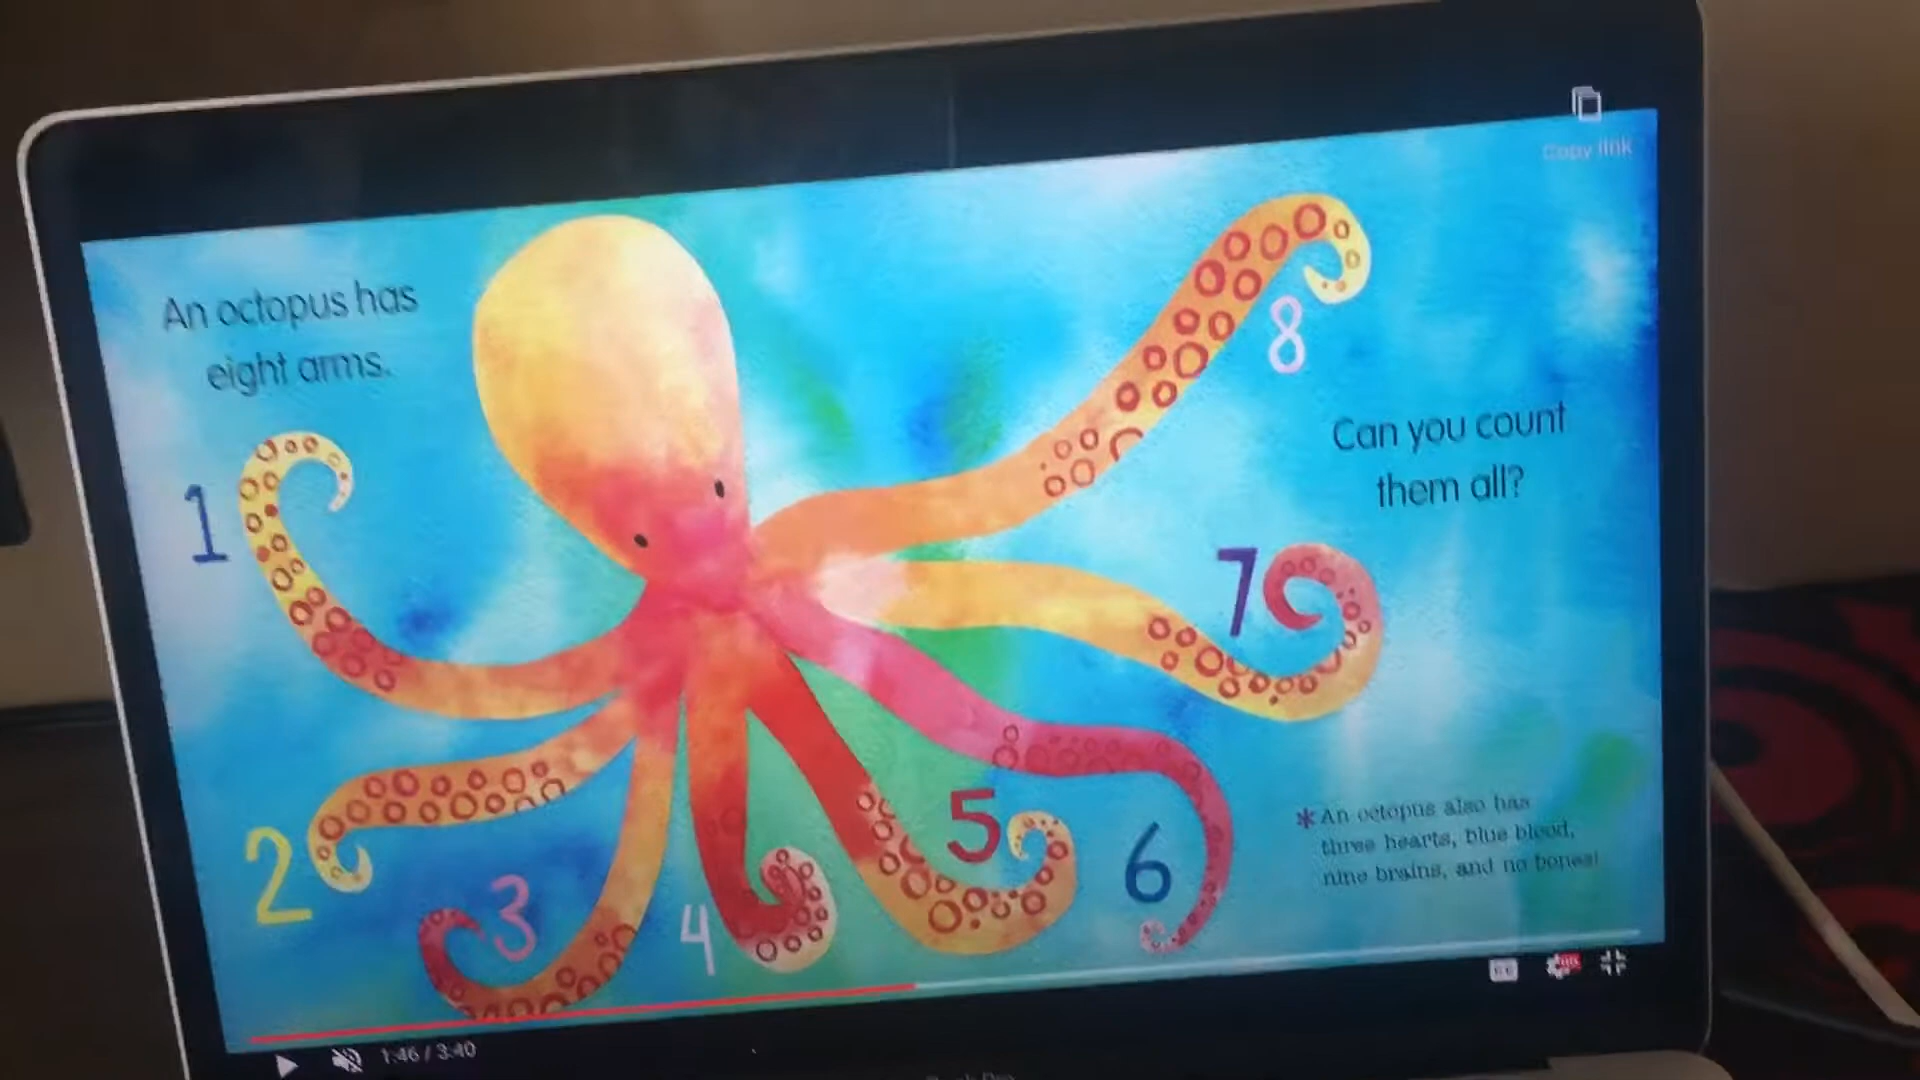 Copy link
An octopus has
eight arms.
8
Can you count
them all?
1
7
5
6
2
3
4
* An octopus also has
three hearts, blue blood,
nine brains, and no bones!
1:46 / 3:40